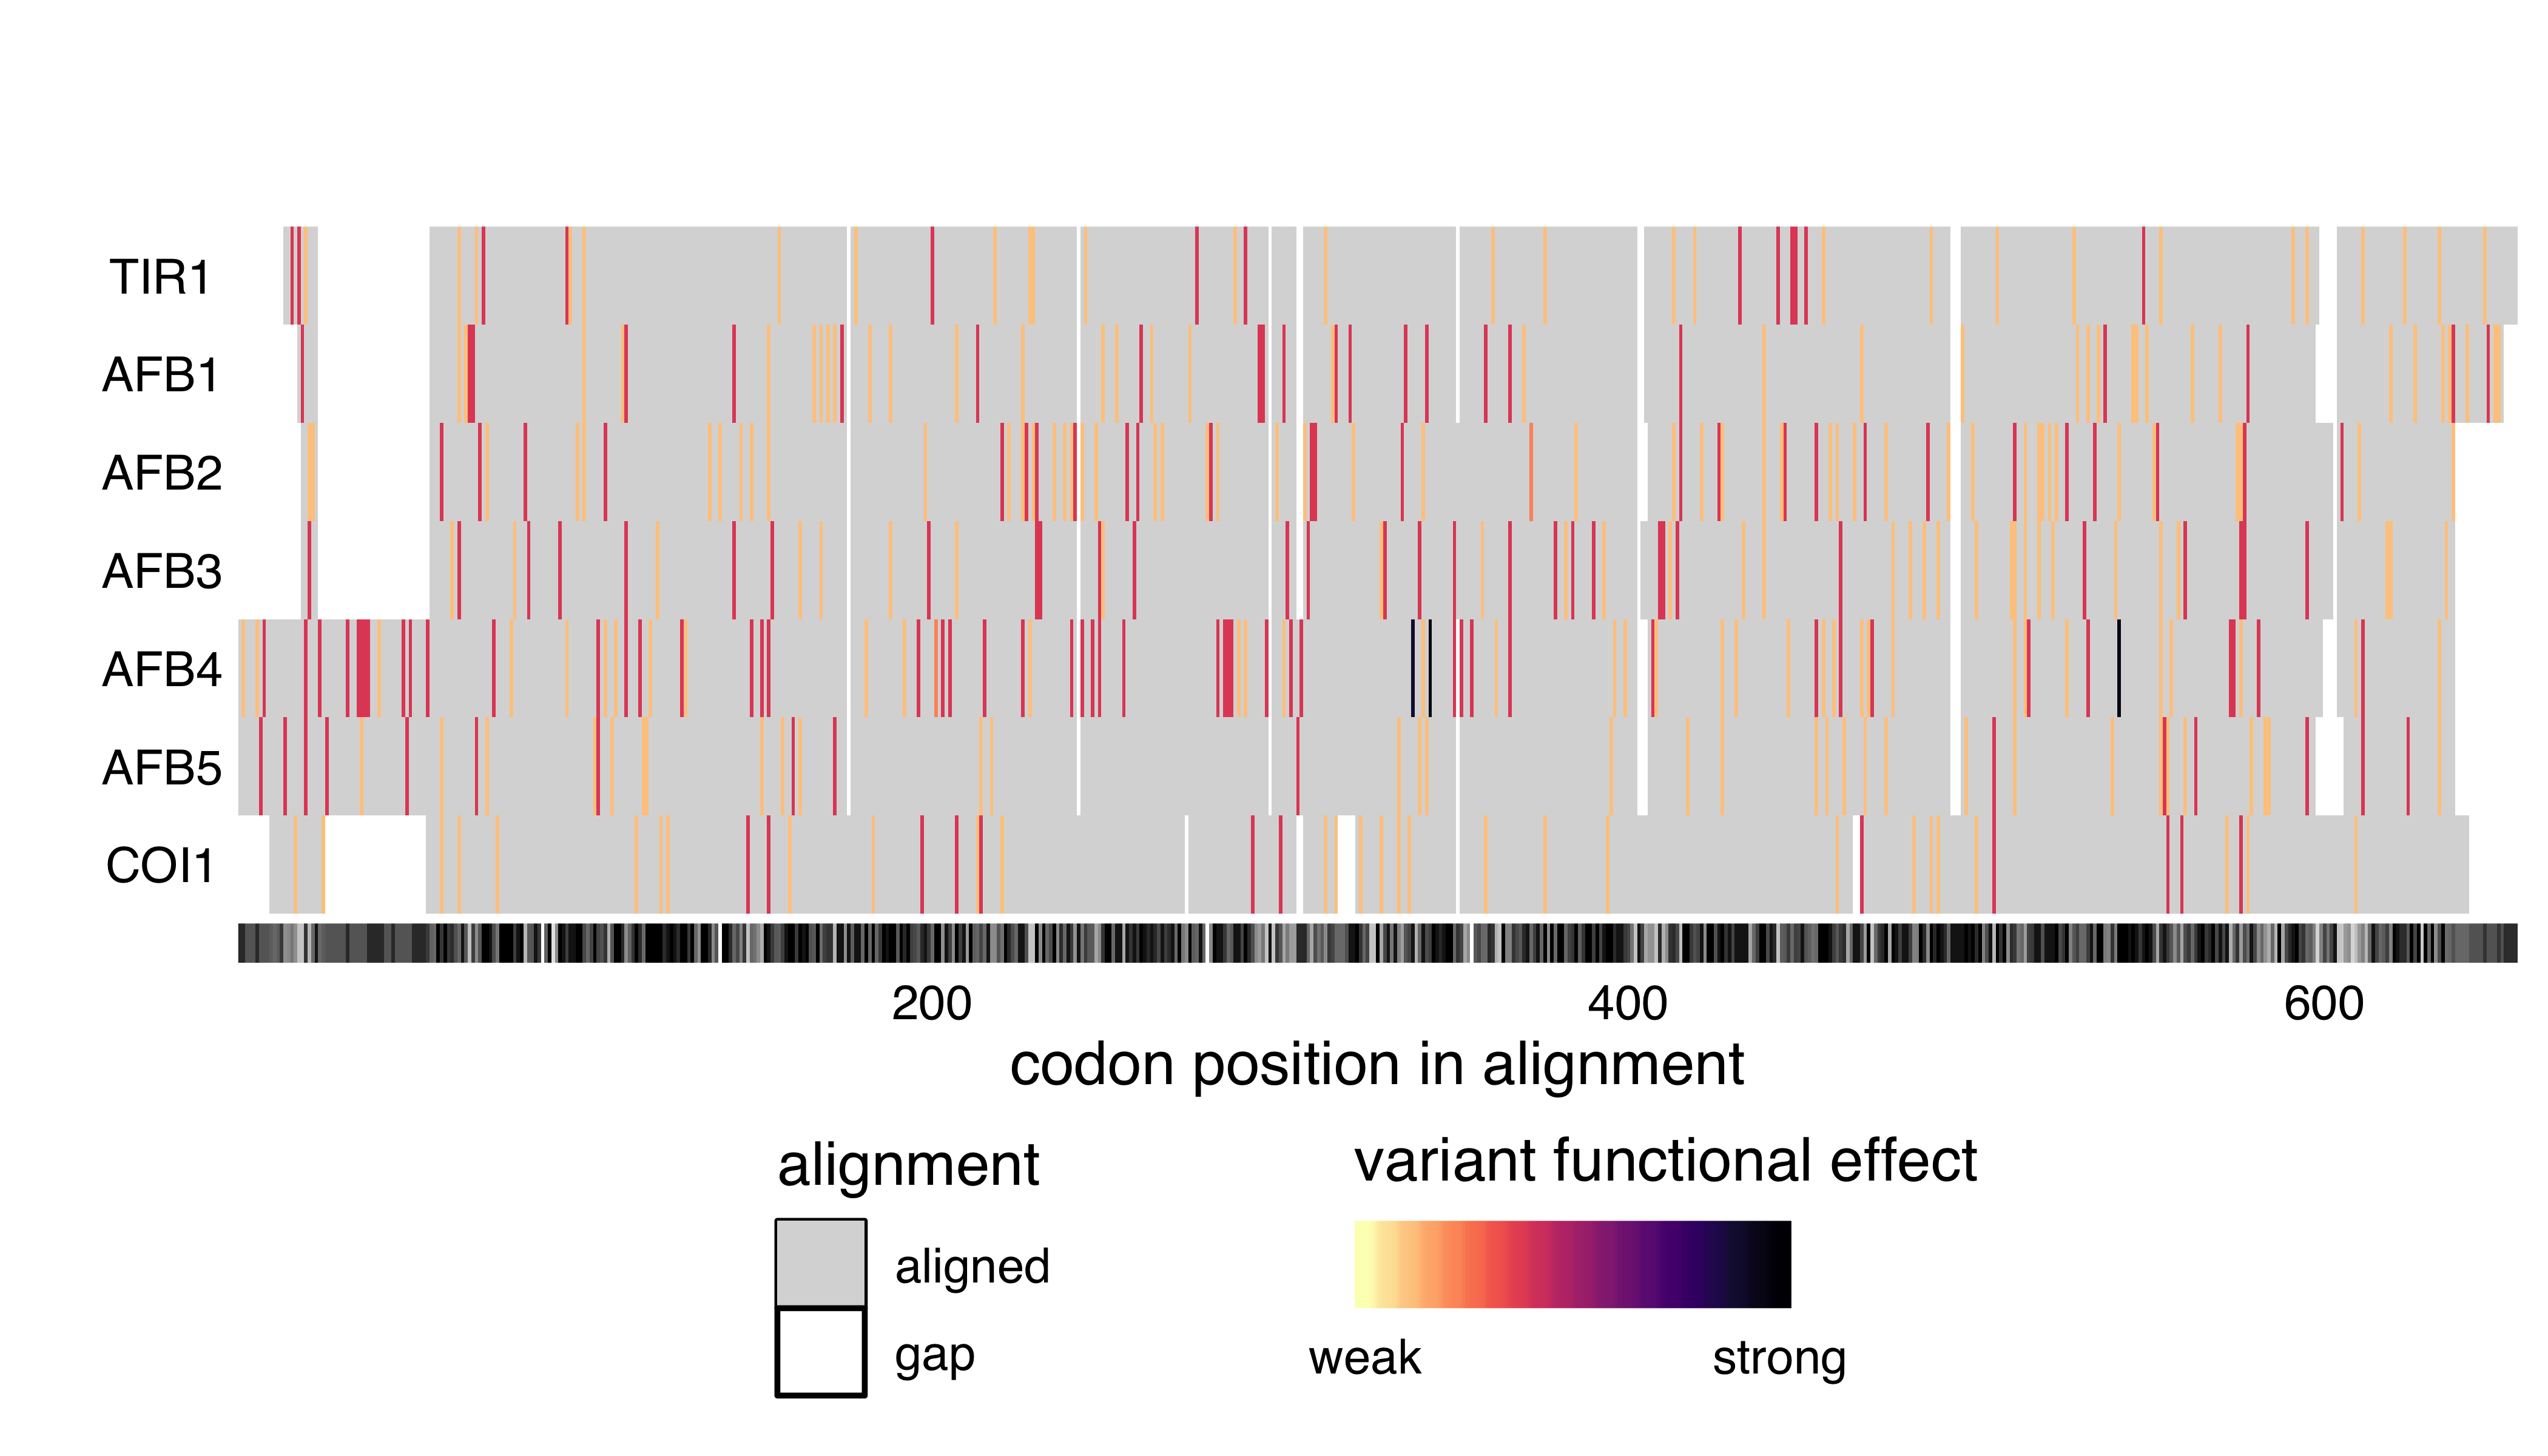 TIR1
AFB1
AFB2
AFB3
AFB4
AFB5
COI1
200 400 600
codon position in alignment
alignment
aligned
gap
variant functional effect
weak strong